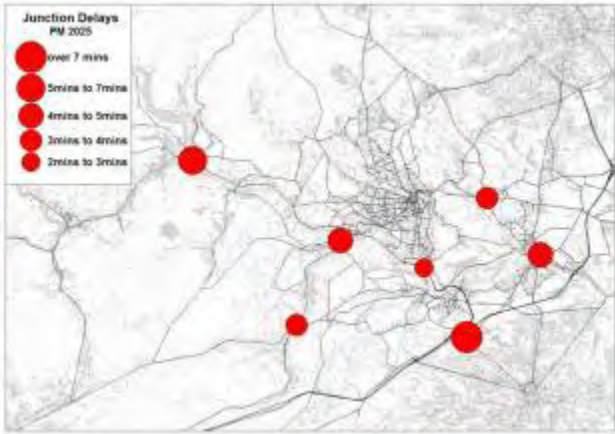 Junction Delays
PM 2025
over 7 mins
5mins to 7mins
4mins to 5mins
3mins to 4mins
2mins to 3mins